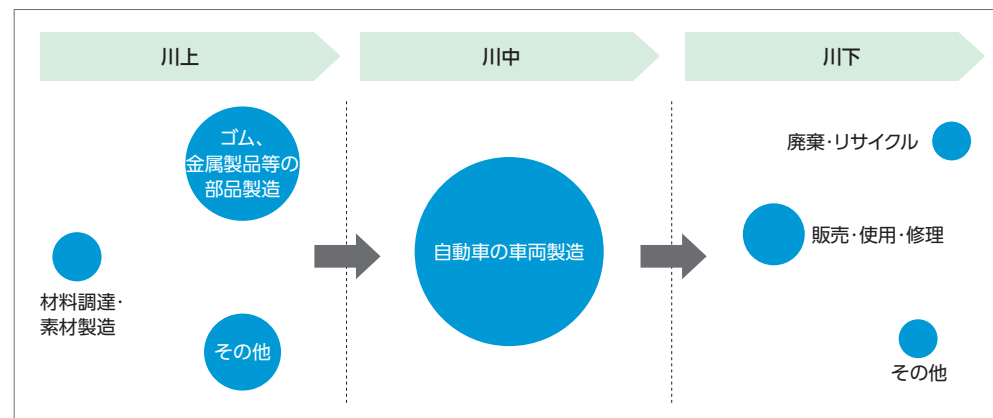 川上
川中
川下
ゴム、
金属製品等の
部品製造
材料調達・
素材製造
その他
自動車の車両製造
廃棄・リサイクル
販売・使用・修理
その他